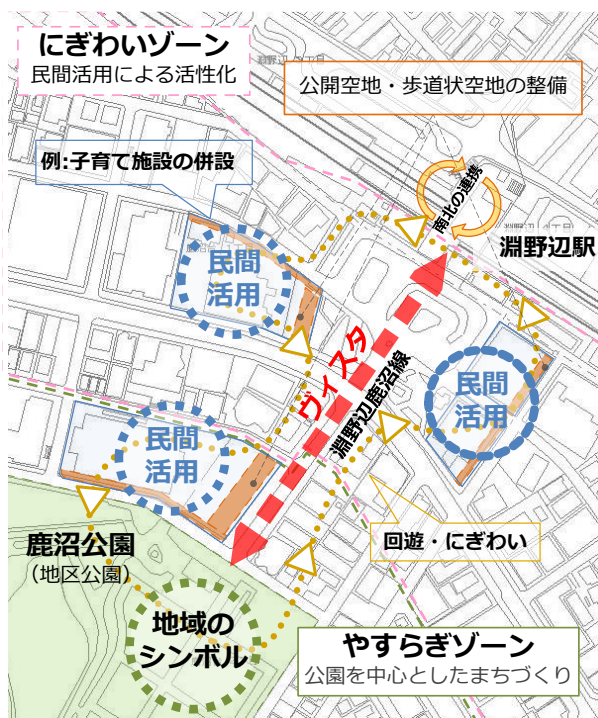 にぎわいゾーン
民間活用による活性化
公開空地・歩道状空地の整備
例:子育て施設の併設
南北の連携
淵野辺駅
民間
活用
民間
活用
ヴィスタ
淵野辺鹿沼線
民間
活用
回遊・にぎわい
鹿沼公園
（地区公園）
地域の
シンボル
やすらぎゾーン
公園を中心としたまちづくり